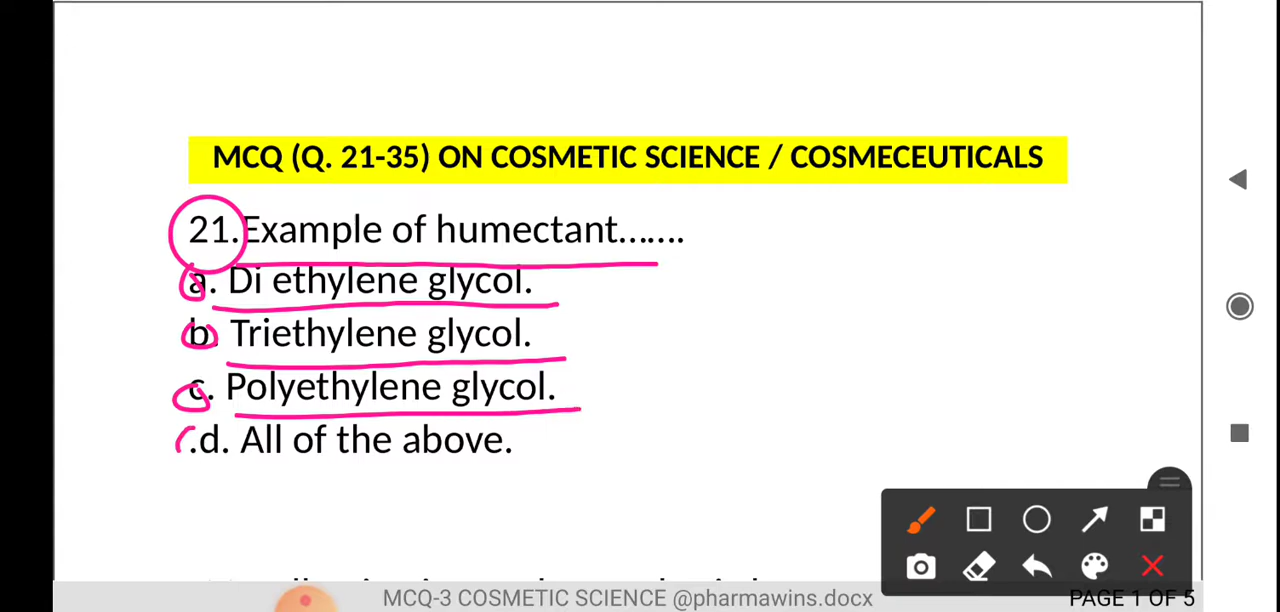 MCQ (Q. 21-35) ON COSMETIC SCIENCE / COSMECEUTICALS
21.Example of humectant…….
a. Di ethylene glycol.
b. Triethylene glycol.
c. Polyethylene glycol.
.d. All of the above.
MCQ-3 COSMETIC SCIENCE @pharmawins.docx
PAGE 1 OF 5